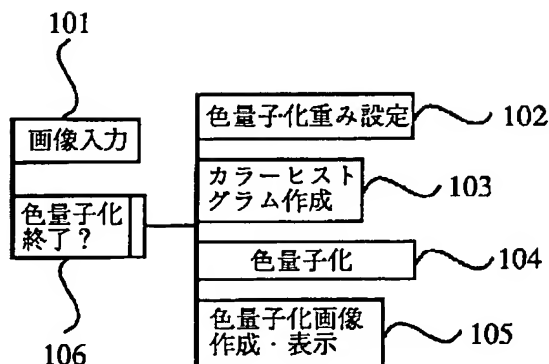 101
画像入力
色量子化
終了?
106
色量子化重み設定
102
カラーヒスト
グラム作成
103
色量子化
104
色量子化画像
作成・表示
105